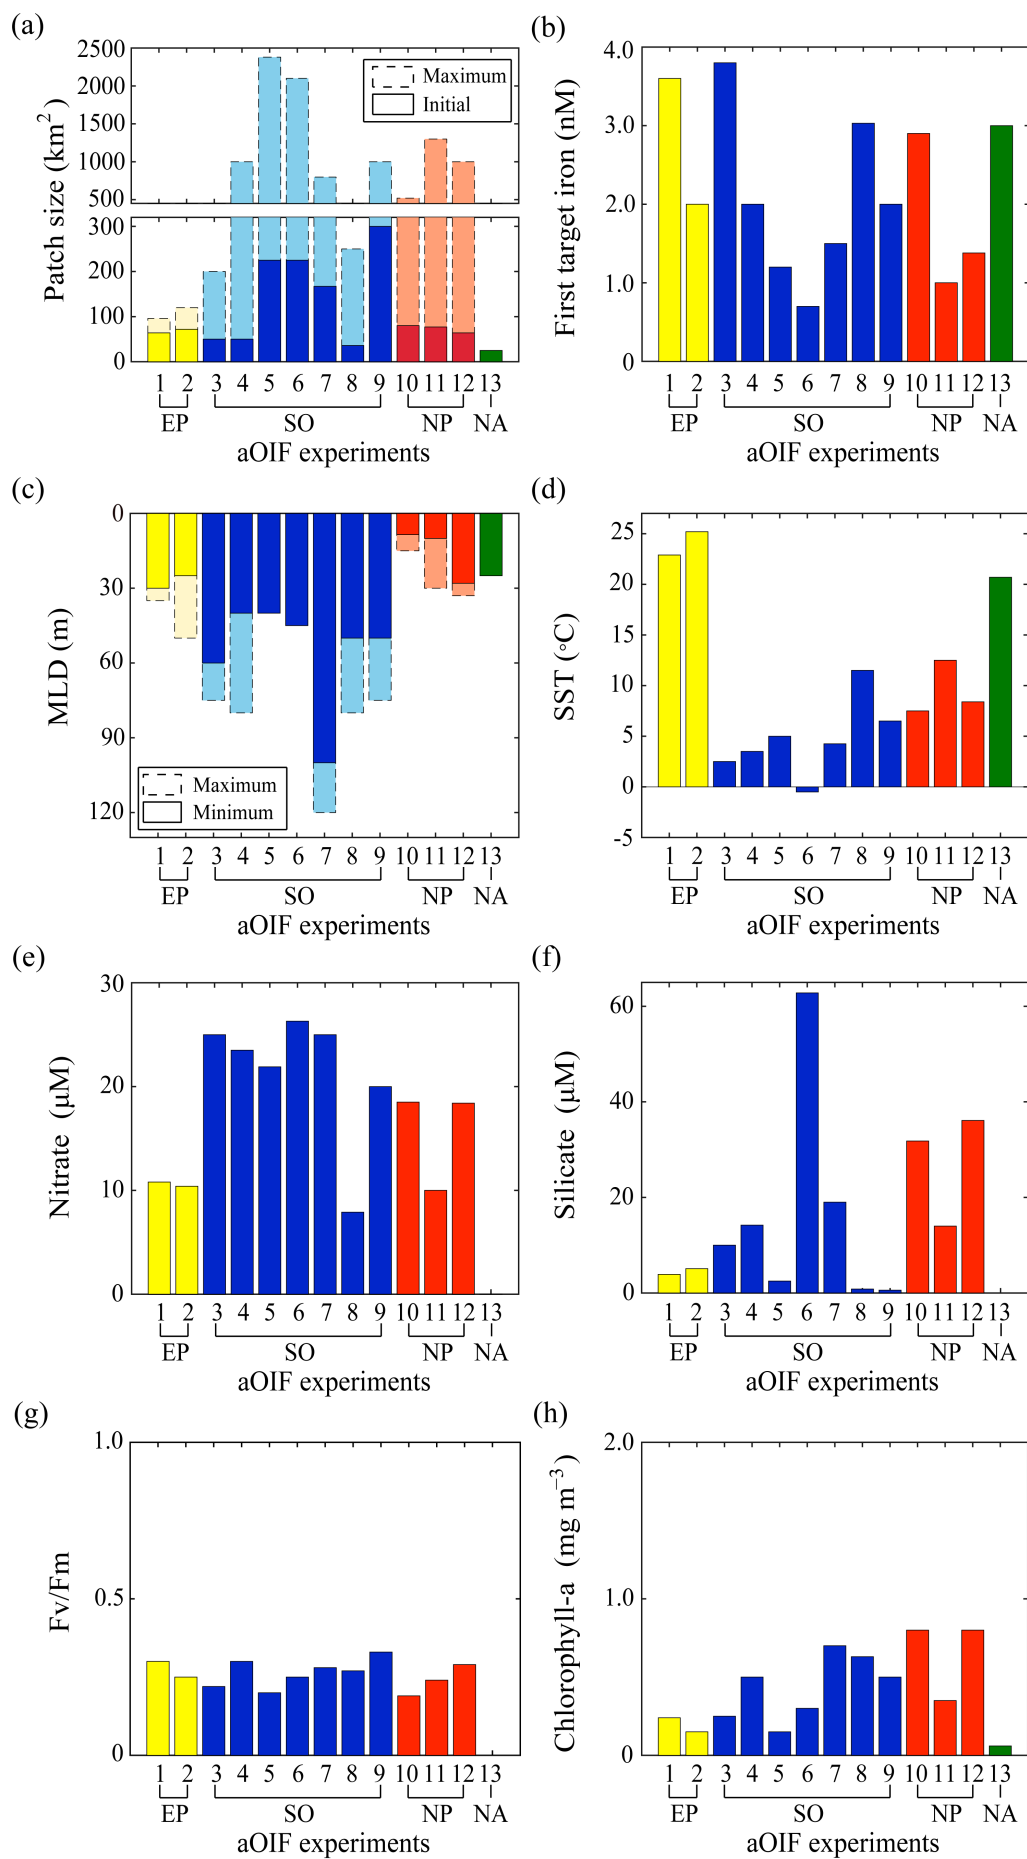 (a)
2500
2000
1500
1000
500
300
200
100
0
Patch size (km²)
Maximum
Initial
1 2 3 4 5 6 7 8 9 10 11 12 13
EP SO NP NA
aOIF experiments
(b)
4.0
3.0
2.0
1.0
0
First target iron (nM)
1 2 3 4 5 6 7 8 9 10 11 12 13
EP SO NP NA
aOIF experiments
(c)
0
30
60
90
120
MLD (m)
Maximum
Minimum
1 2 3 4 5 6 7 8 9 10 11 12 13
EP SO NP NA
aOIF experiments
(d)
25
20
15
10
5
0
-5
SST (°C)
1 2 3 4 5 6 7 8 9 10 11 12 13
EP SO NP NA
aOIF experiments
(e)
30
20
10
0
Nitrate (μM)
1 2 3 4 5 6 7 8 9 10 11 12 13
EP SO NP NA
aOIF experiments
(f)
60
40
20
0
Silicate (μM)
1 2 3 4 5 6 7 8 9 10 11 12 13
EP SO NP NA
aOIF experiments
(g)
1.0
0.5
0
Fv/Fm
1 2 3 4 5 6 7 8 9 10 11 12 13
EP SO NP NA
aOIF experiments
(h)
2.0
1.0
0
Chlorophyll-a (mg m⁻³)
1 2 3 4 5 6 7 8 9 10 11 12 13
EP SO NP NA
aOIF experiments